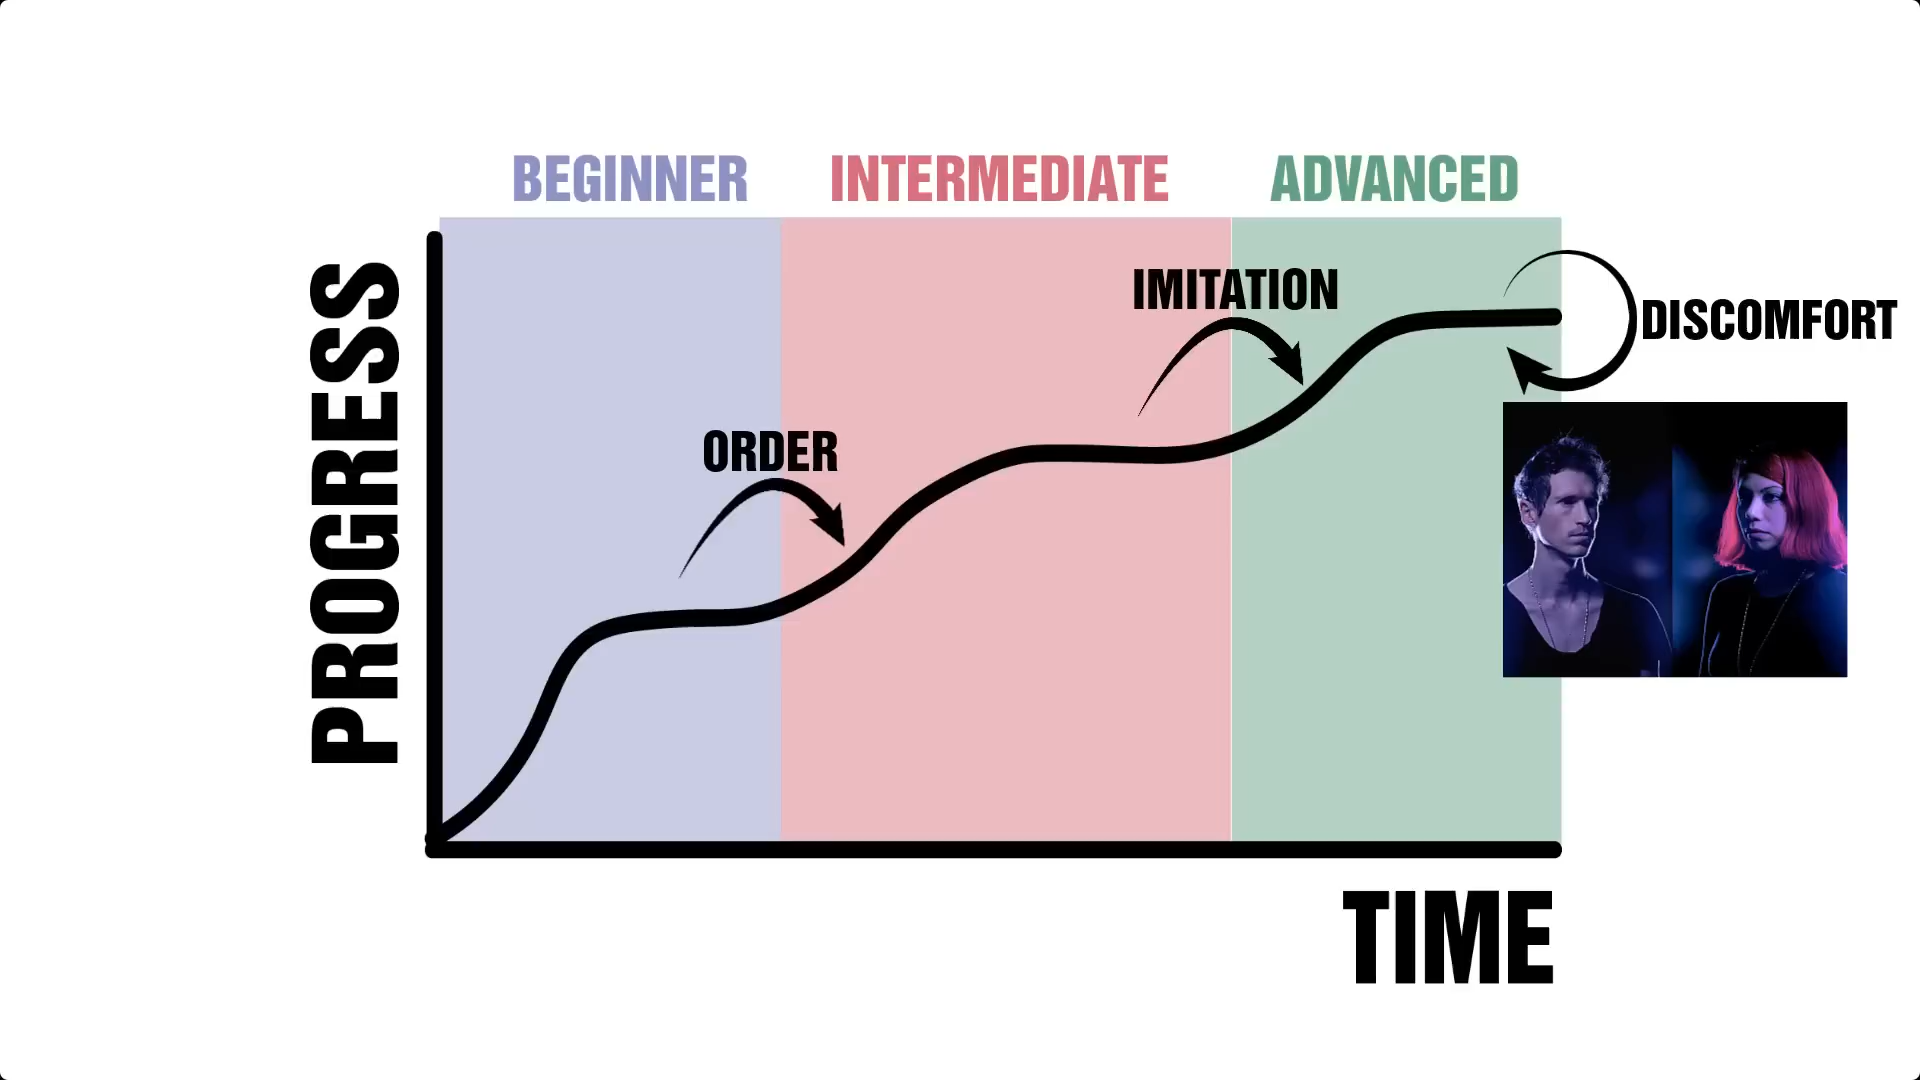 BEGINNER
INTERMEDIATE
ADVANCED
PROGRESS
IMITATION
DISCOMFORT
ORDER
TIME